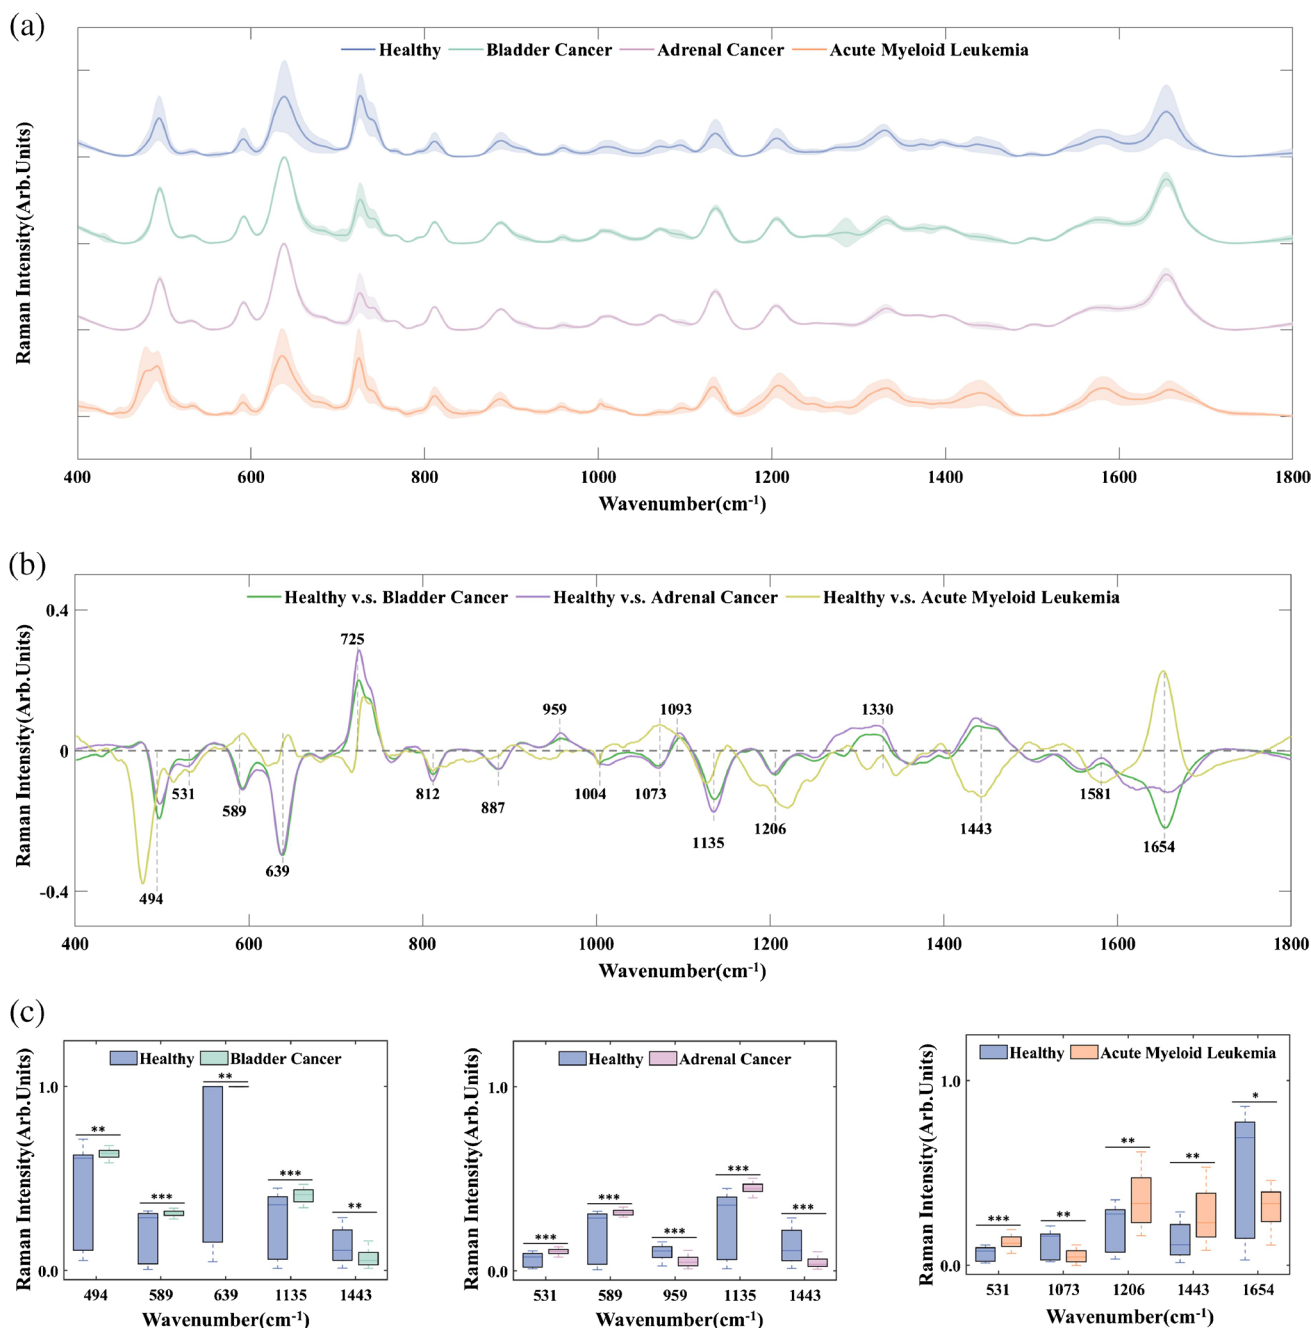 (a)
Healthy Bladder Cancer Adrenal Cancer Acute Myeloid Leukemia
Raman Intensity(Arb.Units)
400 600 800 1000 1200 1400 1600 1800
Wavenumber(cm-1)
(b)
Healthy v.s. Bladder Cancer Healthy v.s. Adrenal Cancer Healthy v.s. Acute Myeloid Leukemia
Raman Intensity(Arb.Units)
0.4
0
-0.4
725
959 1093 1330
531 589 812 887 1004 1073 1581
639 1135 1206 1443 1654
494
400 600 800 1000 1200 1400 1600 1800
Wavenumber(cm-1)
(c)
Healthy Bladder Cancer
Raman Intensity(Arb.Units)
1.0
0.0
** *** ** *** **
494 589 639 1135 1443
Wavenumber(cm-1)
Healthy Adrenal Cancer
Raman Intensity(Arb.Units)
1.0
0.0
*** *** *** *** ***
531 589 959 1135 1443
Wavenumber(cm-1)
Healthy Acute Myeloid Leukemia
Raman Intensity(Arb.Units)
1.0
0.0
*** ** ** ** *
531 1073 1206 1443 1654
Wavenumber(cm-1)